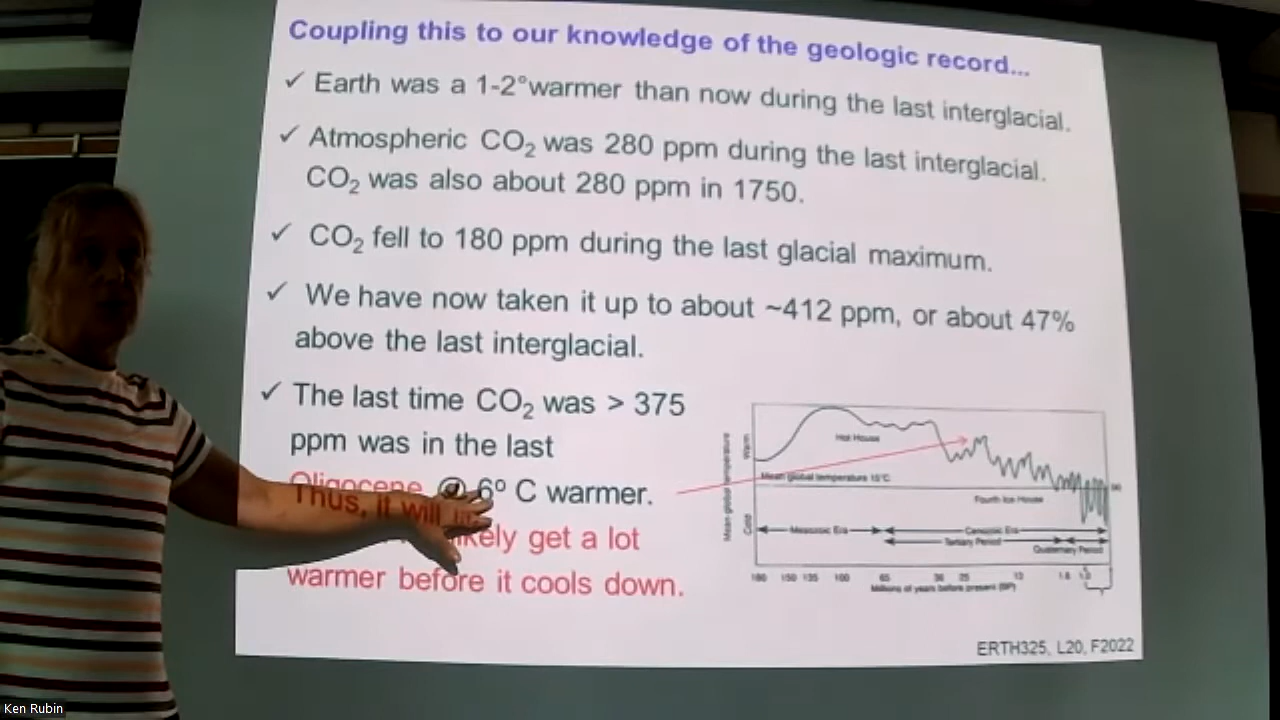 Coupling this to our knowledge of the geologic record...
✓ Earth was a 1-2°warmer than now during the last interglacial.
✓ Atmospheric CO₂ was 280 ppm during the last interglacial.
CO₂ was also about 280 ppm in 1750.
✓ CO₂ fell to 180 ppm during the last glacial maximum.
✓ We have now taken it up to about ~412 ppm, or about 47%
above the last interglacial.
✓ The last time CO₂ was > 375
ppm was in the last
Oligocene @ 6° C warmer.
Thus, it will
likely get a lot
warmer before it cools down.
Mean global temperature
Warm
Cold
Hot House
Mean global temperature 15°C
Fourth Ice House
Mesozoic Era
Cenozoic Era
Tertiary Period
Quaternary Period
180 150 135 100 65 36 25 13 1.8
Millions of years before present (BP)
ERTH325, L20, F2022
Ken Rubin